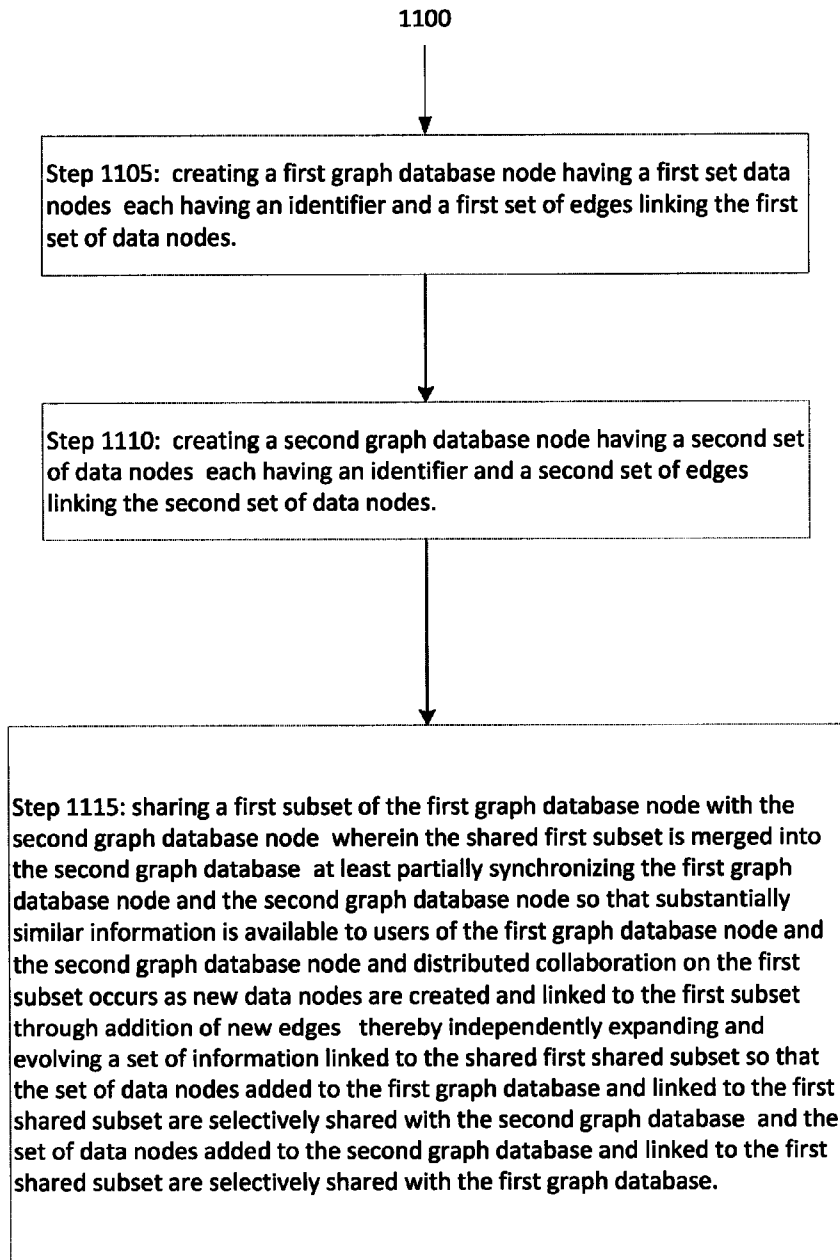 1100
Step 1105: creating a first graph database node having a first set data
nodes each having an identifier and a first set of edges linking the first
set of data nodes.
Step 1110: creating a second graph database node having a second set
of data nodes each having an identifier and a second set of edges
linking the second set of data nodes.
Step 1115: sharing a first subset of the first graph database node with the
second graph database node wherein the shared first subset is merged into
the second graph database at least partially synchronizing the first graph
database node and the second graph database node so that substantially
similar information is available to users of the first graph database node and
the second graph database node and distributed collaboration on the first
subset occurs as new data nodes are created and linked to the first subset
through addition of new edges thereby independently expanding and
evolving a set of information linked to the shared first shared subset so that
the set of data nodes added to the first graph database and linked to the first
shared subset are selectively shared with the second graph database and the
set of data nodes added to the second graph database and linked to the first
shared subset are selectively shared with the first graph database.